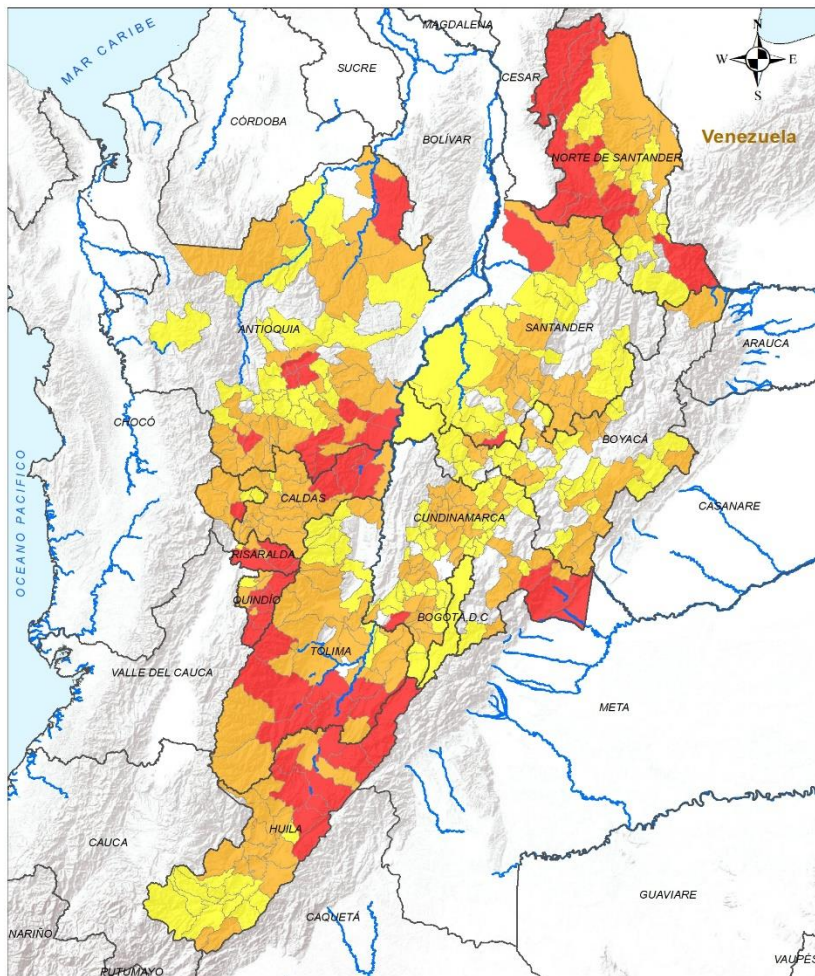 MAR CARIBE
MAGDALENA
N
W
E
S
SUCRE
CESAR
CÓRDOBA
BOLÍVAR
Venezuela
NORTE DE SANTANDER
ANTIOQUIA
SANTANDER
ARAUCA
CHOCÓ
BOYACÁ
OCEANO PACIFICO
CALDAS
CUNDINAMARCA
CASANARE
RISARALDA
QUINDÍO
BOGOTÁ, D.C
TOLIMA
VALLE DEL CAUCA
META
HUILA
CAUCA
GUAVIARE
CAQUETÁ
NARIÑO
PUTUMAYO
VAUPÉS